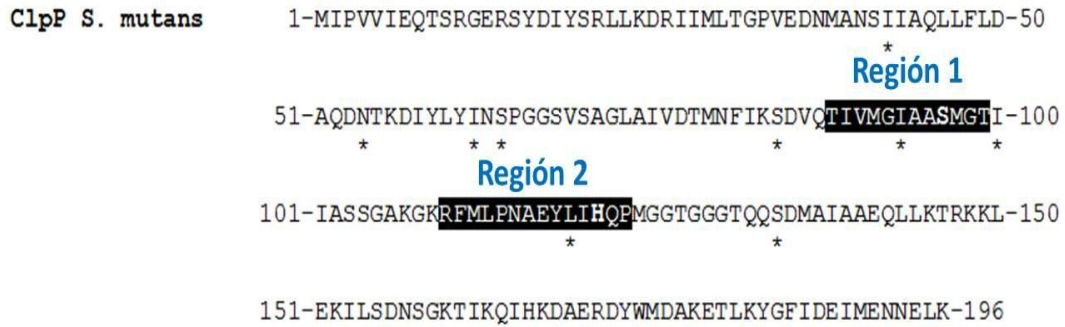 ClpP S. mutans 1-MIPVVIEQTSRGERSYDIYSRLLKDRIIMLTGPVEDNMANSIIAQLLFLD-50
*
Región 1
51-AQDNTKDIYLYINSPGGSVSAGLAIVDTMNFIKSDVQTIVMGIAASMGTI-100
* * * * * *
Región 2
101-IASSGAKGKRFMLPNAEYLIHQPMGGTGGGTQQSDMAIAAEQLLKTRKKL-150
* *
151-EKILSDNSGKTIKQIHKDAERDYWMDAKETLKYGFIDEIMENNELK-196